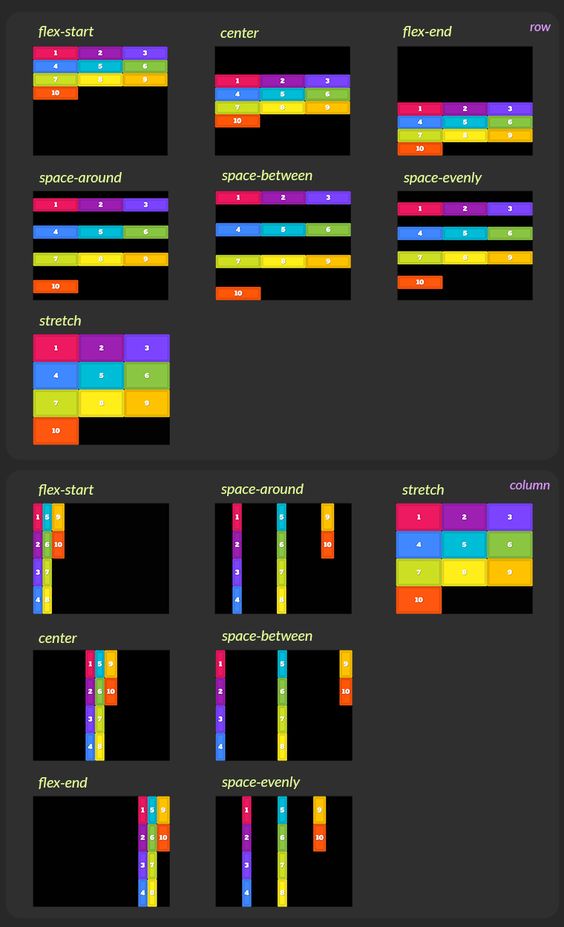 row
flex-start
1 2 3
4 5 6
7 8 9
10
center
1 2 3
4 5 6
7 8 9
10
flex-end
1 2 3
4 5 6
7 8 9
10
space-around
1 2 3
4 5 6
7 8 9
10
space-between
1 2 3
4 5 6
7 8 9
10
space-evenly
1 2 3
4 5 6
7 8 9
10
stretch
1 2 3
4 5 6
7 8 9
10
column
flex-start
1 5 9
2 6 10
3 7
4 8
space-around
1 5 9
2 6 10
3 7
4 8
stretch
1 2 3
4 5 6
7 8 9
10
center
1 5 9
2 6 10
3 7
4 8
space-between
1 5 9
2 6 10
3 7
4 8
flex-end
1 5 9
2 6 10
3 7
4 8
space-evenly
1 5 9
2 6 10
3 7
4 8